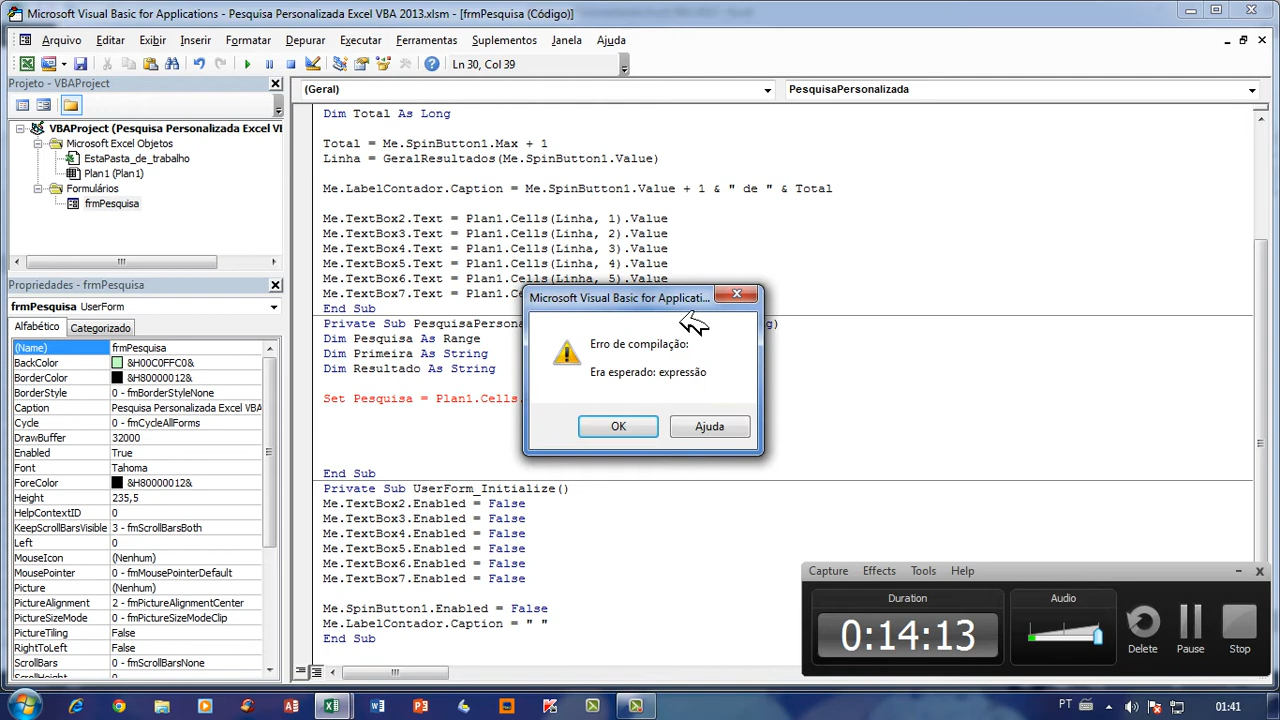 Microsoft Visual Basic for Applications - Pesquisa Personalizada Excel VBA 2013.xlsm - [frmPesquisa (Código)]
Arquivo Editar Exibir Inserir Formatar Depurar Executar Ferramentas Suplementos Janela Ajuda
Ln 30, Col 39
Projeto - VBAProject
VBAProject (Pesquisa Personalizada Excel VI
Microsoft Excel Objetos
EstaPasta_de_trabalho
Plan1 (Plan1)
Formulários
frmPesquisa
Propriedades - frmPesquisa
frmPesquisa UserForm
Alfabético Categorizado
(Name) frmPesquisa
BackColor &H00C0FFC0&
BorderColor &H80000012&
BorderStyle 0 - fmBorderStyleNone
Caption Pesquisa Personalizada Excel VBA
Cycle 0 - fmCycleAllForms
DrawBuffer 32000
Enabled True
Font Tahoma
ForeColor &H80000012&
Height 235,5
HelpContextID 0
KeepScrollBarsVisible 3 - fmScrollBarsBoth
Left 0
MouseIcon (Nenhum)
MousePointer 0 - fmMousePointerDefault
Picture (Nenhum)
PictureAlignment 2 - fmPictureAlignmentCenter
PictureSizeMode 0 - fmPictureSizeModeClip
PictureTiling False
RightToLeft False
ScrollBars 0 - fmScrollBarsNone
(Geral) PesquisaPersonalizada
Dim Total As Long
Total = Me.SpinButton1.Max + 1
Linha = GeralResultados(Me.SpinButton1.Value)
Me.LabelContador.Caption = Me.SpinButton1.Value + 1 & " de " & Total
Me.TextBox2.Text = Plan1.Cells(Linha, 1).Value
Me.TextBox3.Text = Plan1.Cells(Linha, 2).Value
Me.TextBox4.Text = Plan1.Cells(Linha, 3).Value
Me.TextBox5.Text = Plan1.Cells(Linha, 4).Value
Me.TextBox6.Text = Plan1.Cells(Linha, 5).Value
Me.TextBox7.Text = Plan1.C
End Sub
Private Sub PesquisaPersona g)
Dim Pesquisa As Range
Dim Primeira As String
Dim Resultado As String
Set Pesquisa = Plan1.Cells.
End Sub
Private Sub UserForm_Initialize()
Me.TextBox2.Enabled = False
Me.TextBox3.Enabled = False
Me.TextBox4.Enabled = False
Me.TextBox5.Enabled = False
Me.TextBox6.Enabled = False
Me.TextBox7.Enabled = False
Me.SpinButton1.Enabled = False
Me.LabelContador.Caption = " "
End Sub
Microsoft Visual Basic for Applicati...
Erro de compilação:
Era esperado: expressão
OK Ajuda
Capture Effects Tools Help
Duration Audio
0:14:13
Delete Pause Stop
PT 01:41